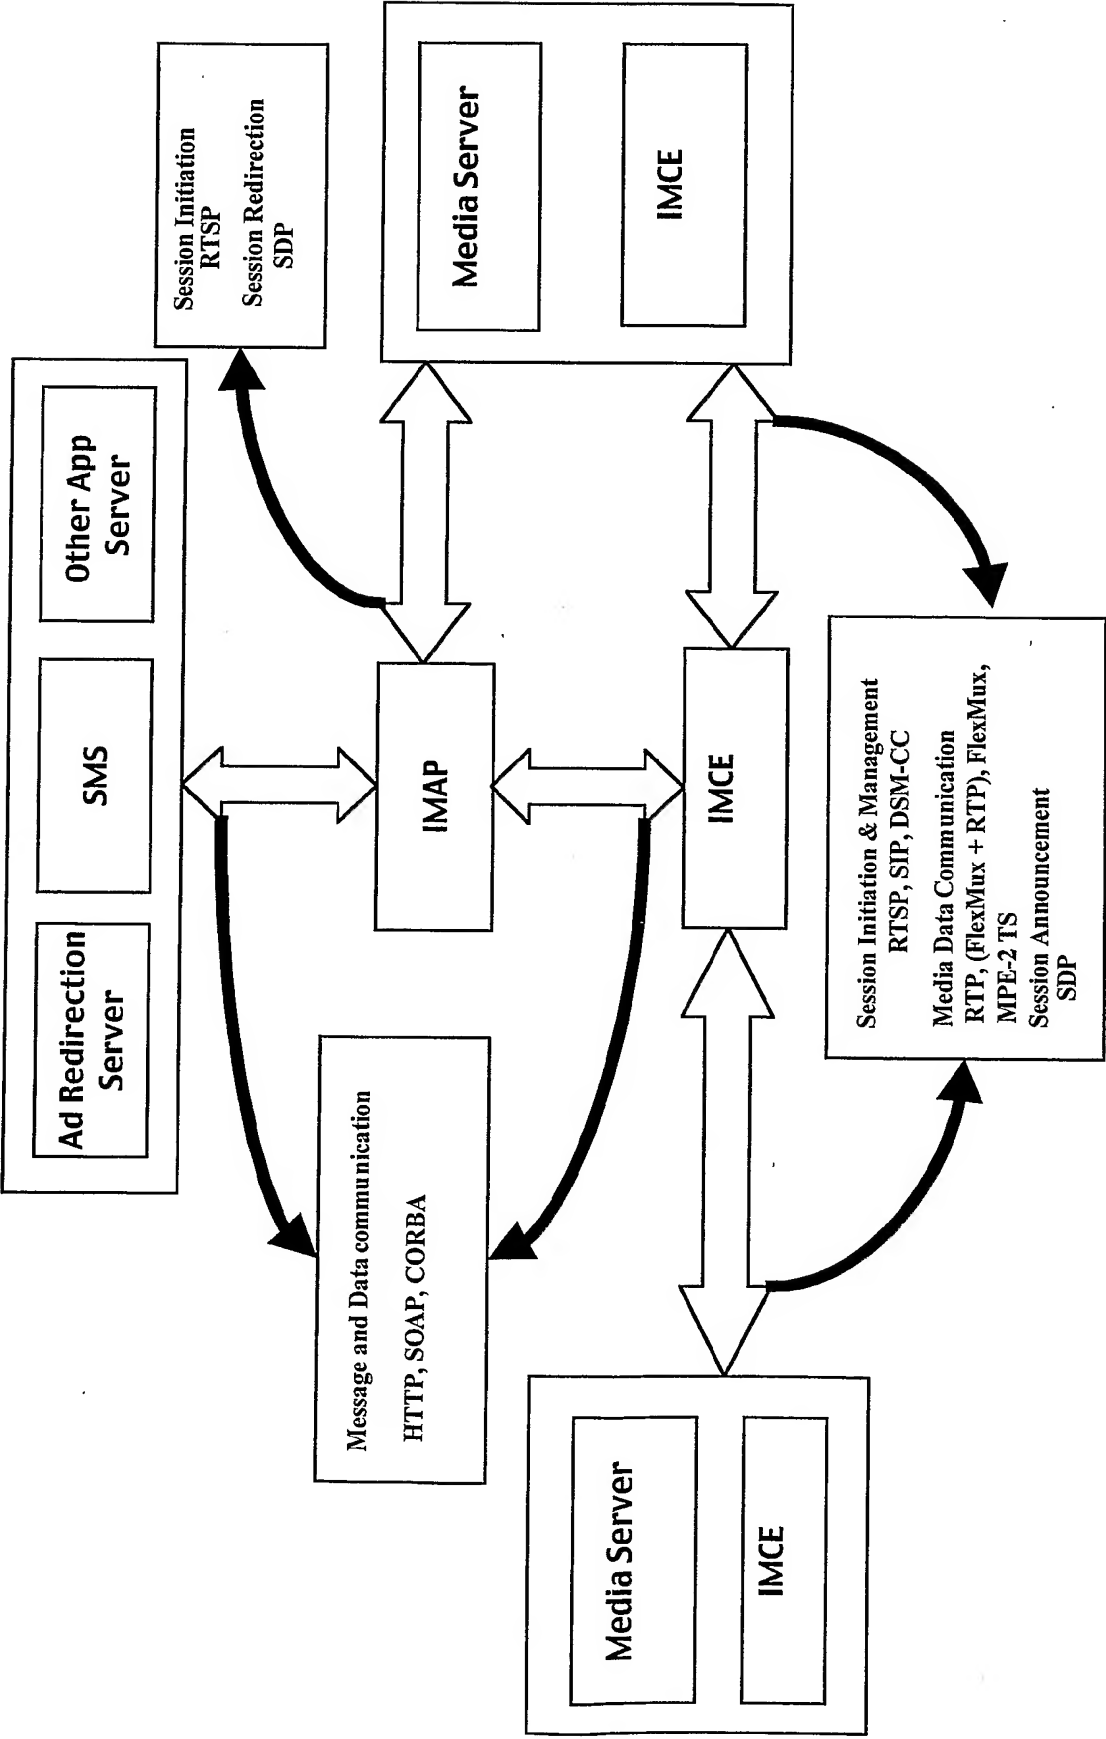 Ad Redirection
Server
SMS
Other App
Server
Session Initiation
RTSP
Session Redirection
SDP
Message and Data communication
HTTP, SOAP, CORBA
IMAP
Media Server
IMCE
Media Server
IMCE
IMCE
Session Initiation & Management
RTSP, SIP, DSM-CC
Media Data Communication
RTP, (FlexMux + RTP), FlexMux,
MPE-2 TS
Session Announcement
SDP